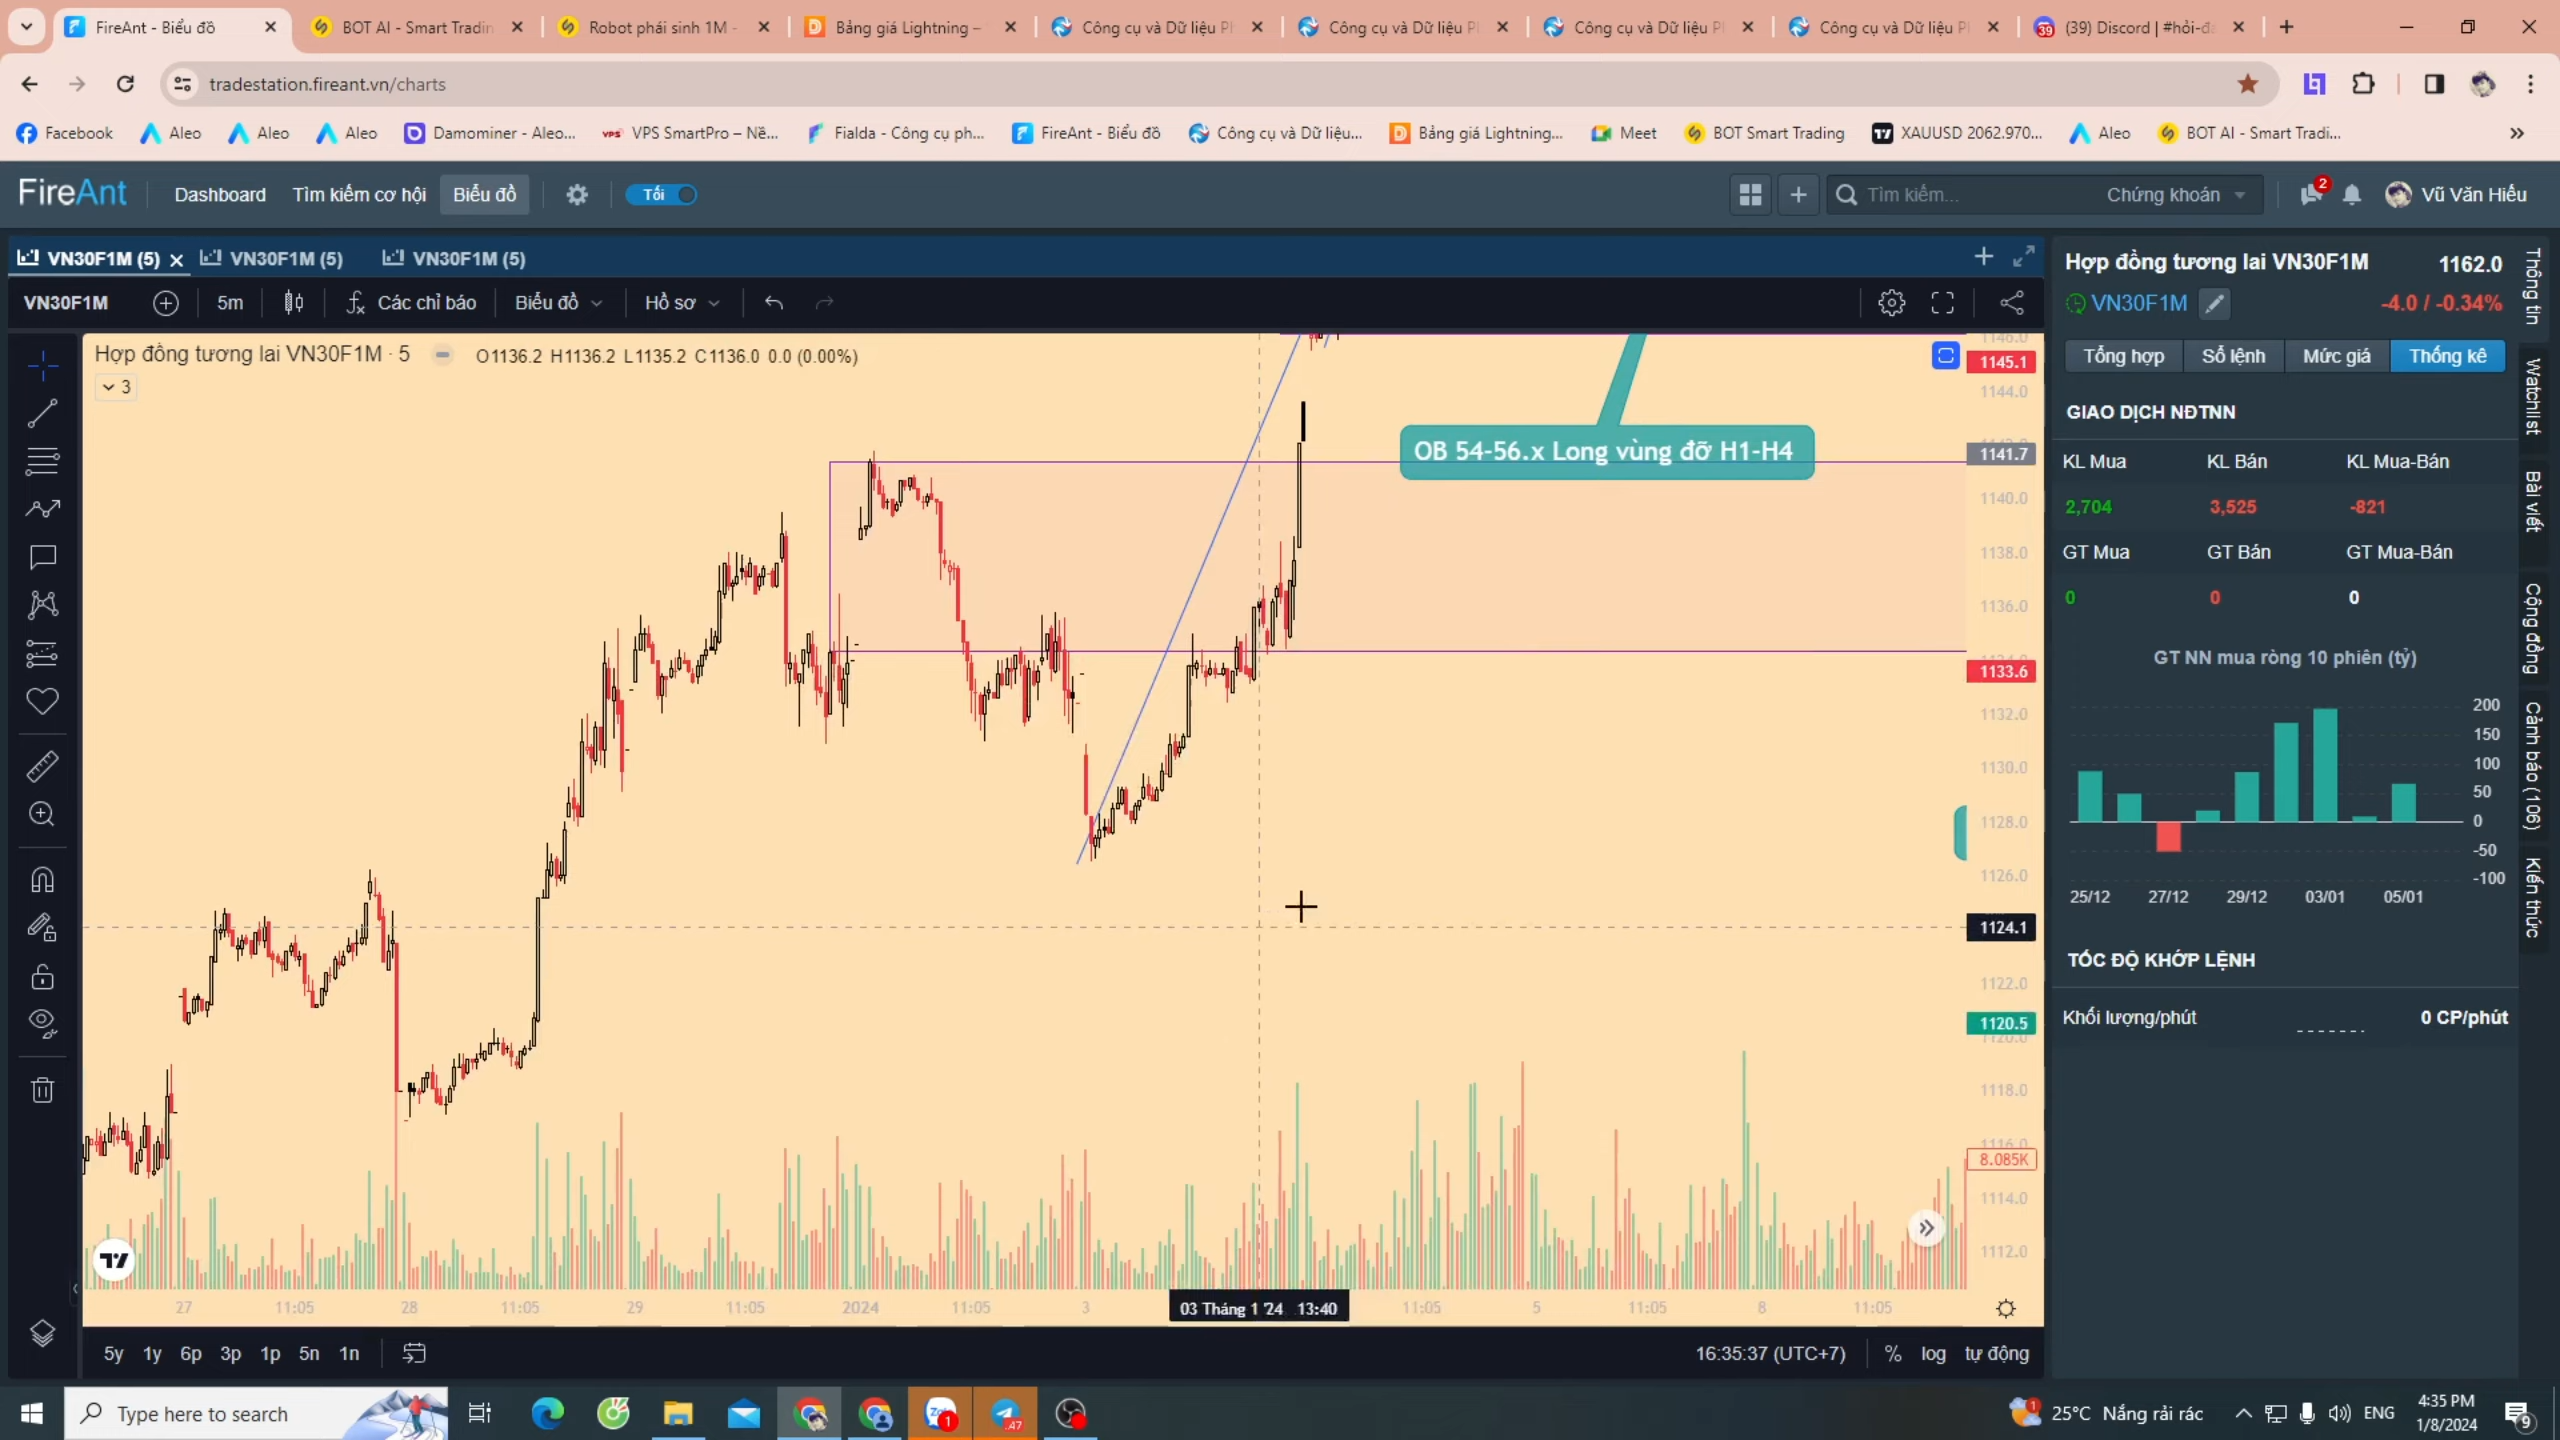 FireAnt - Biểu đồ
BOT AI - Smart Tradin
Robot phái sinh 1M -
Bảng giá Lightning –
Công cụ và Dữ liệu Ph
Công cụ và Dữ liệu P
Công cụ và Dữ liệu P
Công cụ và Dữ liệu P
(39) Discord | #hỏi-đ
tradestation.fireant.vn/charts
Facebook
Aleo
Aleo
Aleo
Damominer - Aleo...
VPS SmartPro – Nề...
Fialda - Công cụ ph...
FireAnt - Biểu đồ
Công cụ và Dữ liệu...
Bảng giá Lightning...
Meet
BOT Smart Trading
XAUUSD 2062.970...
Aleo
BOT AI - Smart Tradi...
FireAnt
Dashboard
Tìm kiếm cơ hội
Biểu đồ
Tối
Tìm kiếm...
Chứng khoán
2
Vũ Văn Hiếu
VN30F1M (5)
VN30F1M (5)
VN30F1M (5)
VN30F1M
5m
Các chỉ báo
Biểu đồ
Hồ sơ
Hợp đồng tương lai VN30F1M · 5
O1136.2 H1136.2 L1135.2 C1136.0 0.0 (0.00%)
3
OB 54-56.x Long vùng đỡ H1-H4
1145.1
1144.0
1141.7
1140.0
1138.0
1136.0
1133.6
1132.0
1130.0
1128.0
1126.0
1124.1
1122.0
1120.5
1118.0
1116.0
8.085K
1114.0
1112.0
27
11:05
28
11:05
29
11:05
2024
11:05
3
03 Tháng 1 '24 13:40
11:05
5
11:05
8
11:05
5y 1y 6p 3p 1p 5n 1n
16:35:37 (UTC+7)
% log tự động
Hợp đồng tương lai VN30F1M
1162.0
VN30F1M
-4.0 / -0.34%
Tổng hợp
Sổ lệnh
Mức giá
Thống kê
GIAO DỊCH NĐTNN
KL Mua KL Bán KL Mua-Bán
2,704 3,525 -821
GT Mua GT Bán GT Mua-Bán
0 0 0
GT NN mua ròng 10 phiên (tỷ)
200
150
100
50
0
-50
-100
25/12 27/12 29/12 03/01 05/01
TỐC ĐỘ KHỚP LỆNH
Khối lượng/phút
0 CP/phút
Thông tin
Watchlist
Bài viết
Cộng đồng
Cảnh báo (106)
Kiến thức
Type here to search
25°C Nắng rải rác
ENG
4:35 PM
1/8/2024
9